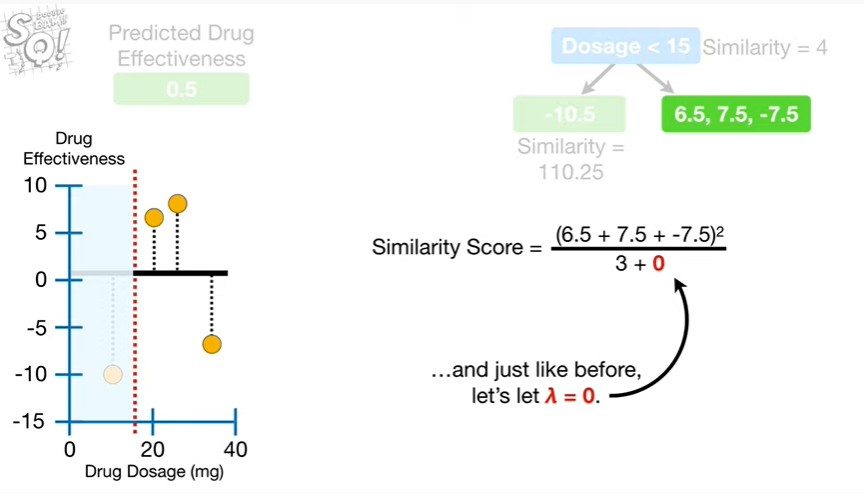 SQ!
Predicted Drug
Effectiveness
0.5
Dosage < 15
Similarity = 4
-10.5
6.5, 7.5, -7.5
Similarity =
110.25
Drug
Effectiveness
10
5
0
-5
-10
-15
0
20
40
Drug Dosage (mg)
Similarity Score = (6.5 + 7.5 + -7.5)²
3 + 0
…and just like before,
let's let λ = 0.